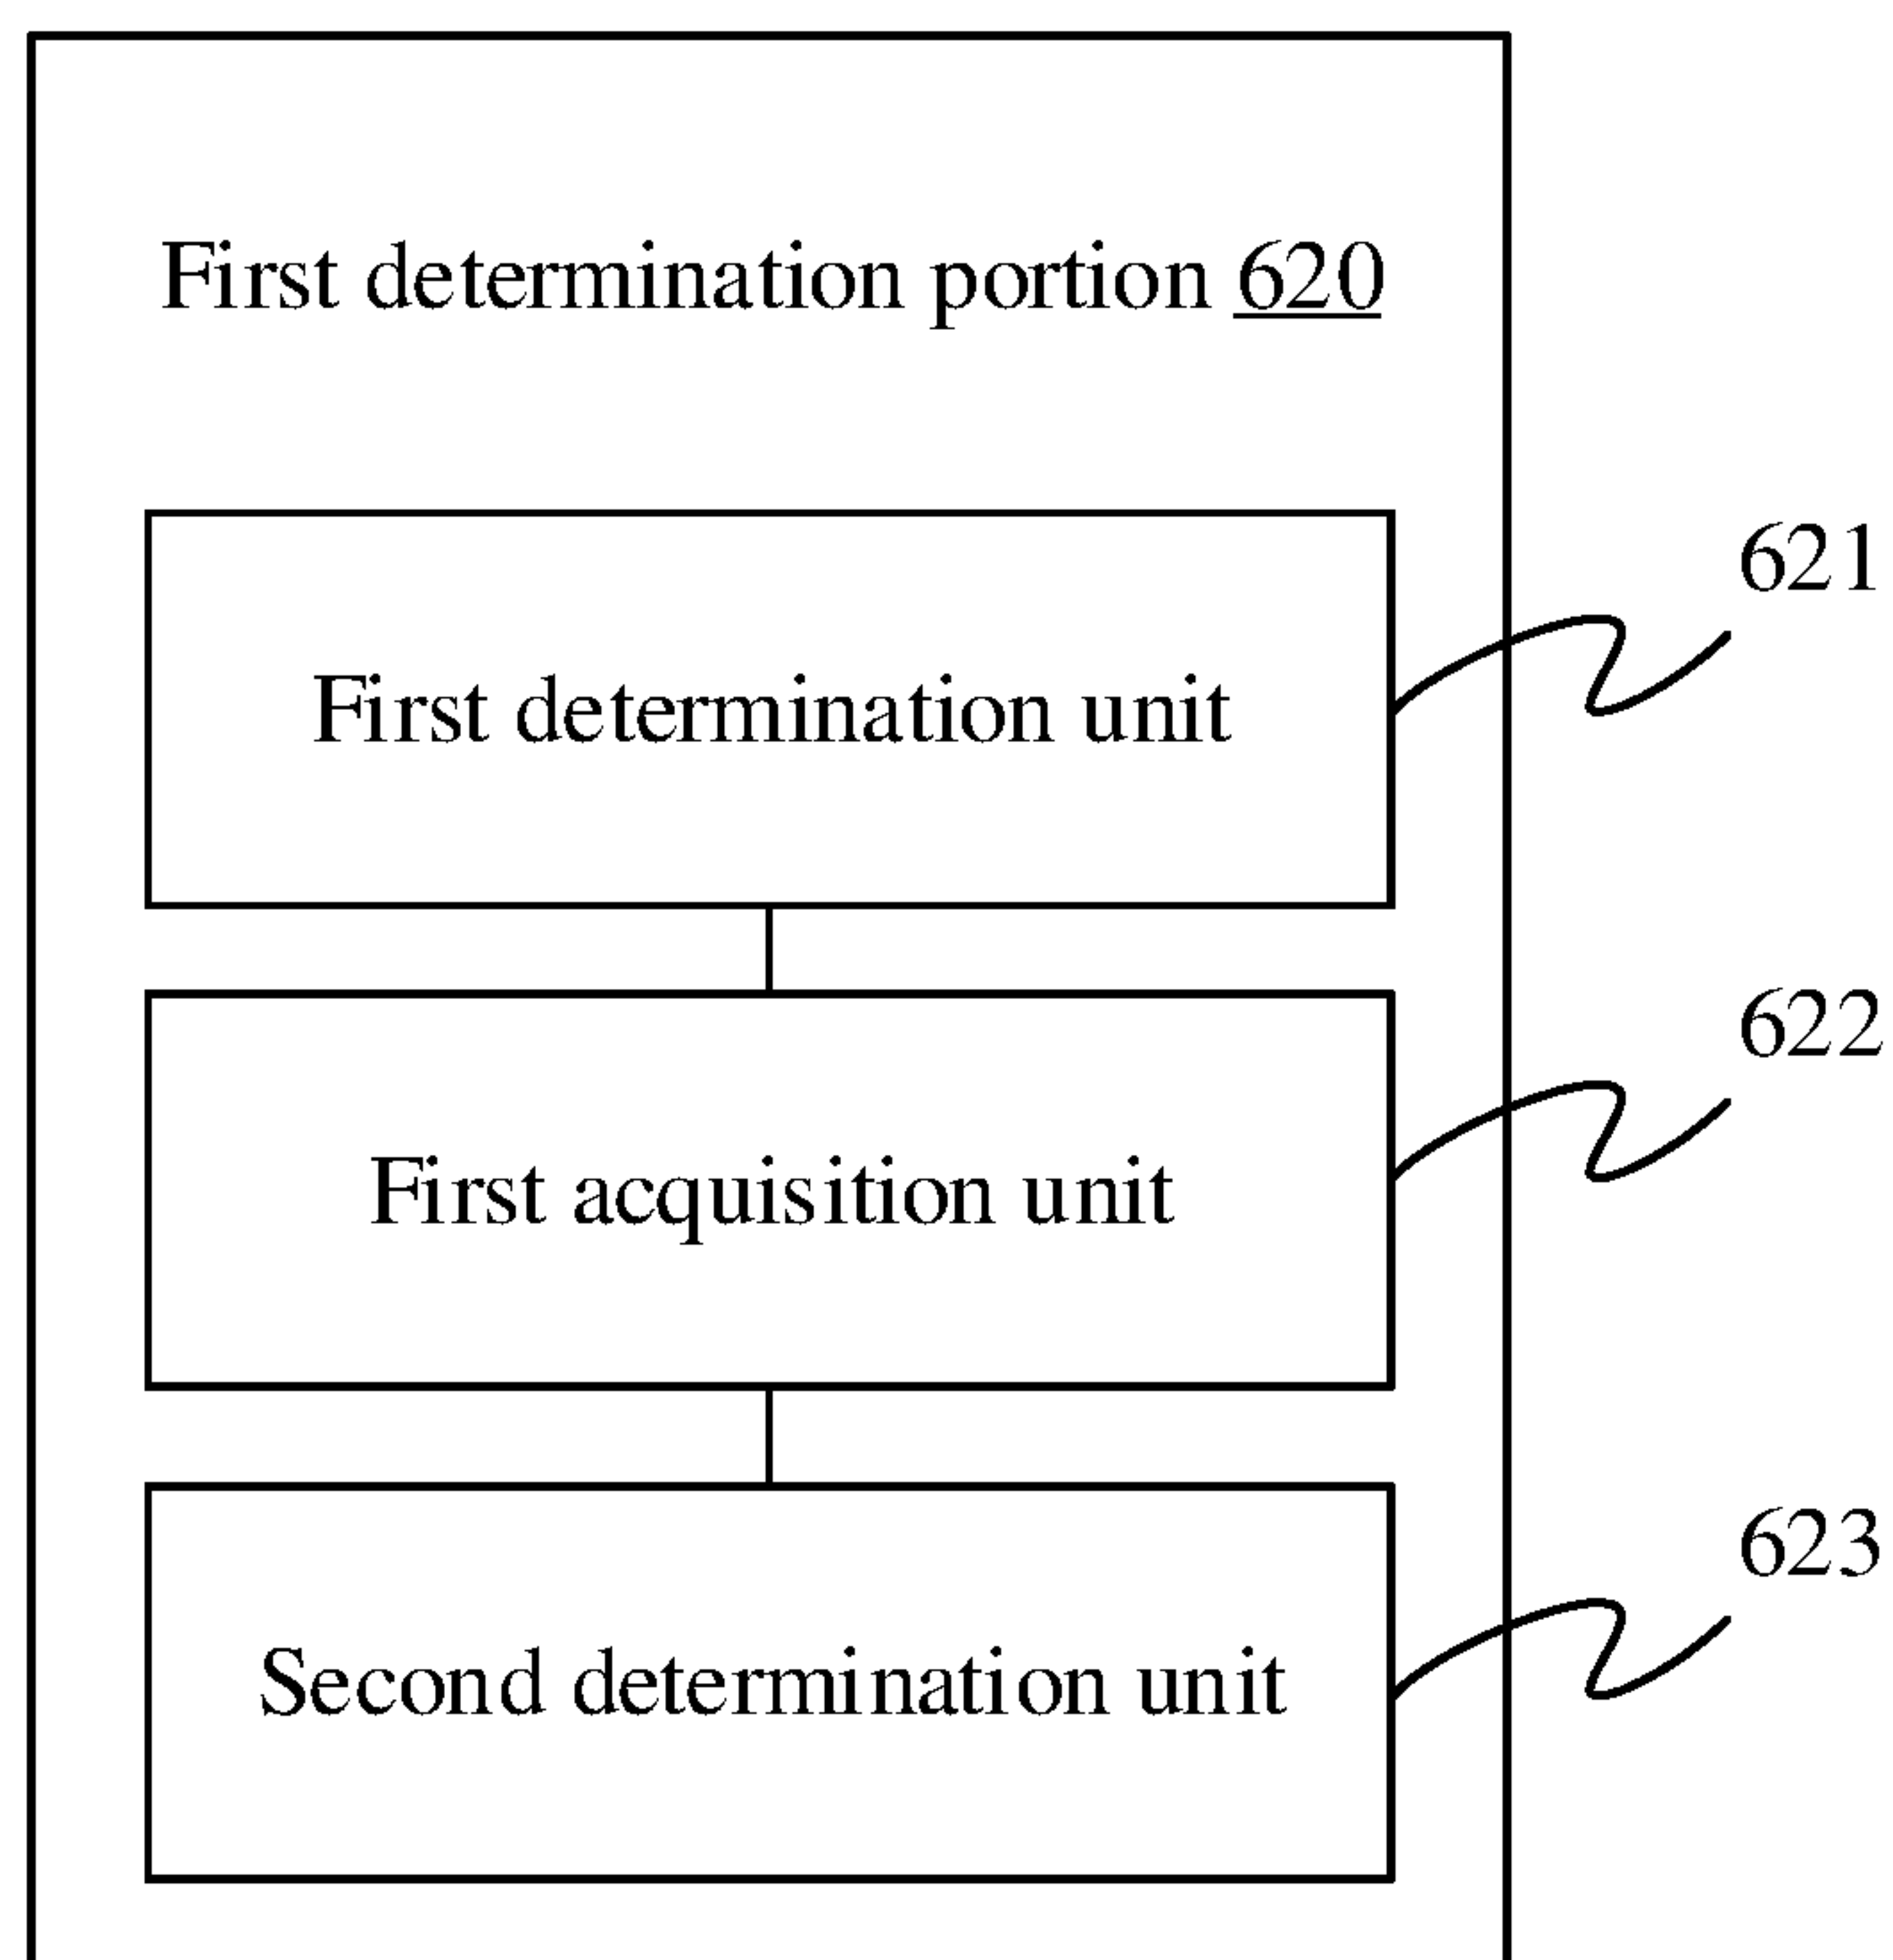 First determination portion 620
621
First determination unit
622
First acquisition unit
623
Second determination unit